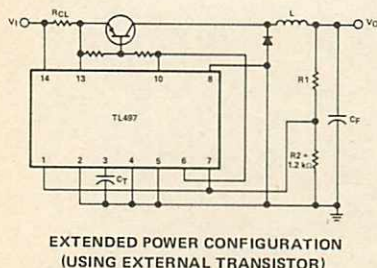 VI
RCL
L
VO
14
13
10
8
R1
TL497
CF
R2 =
1.2 kΩ
1
2
3
4
5
6
7
CT
EXTENDED POWER CONFIGURATION
(USING EXTERNAL TRANSISTOR)